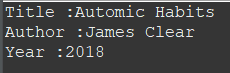 Title :Automic Habits
Author :James Clear
Year :2018